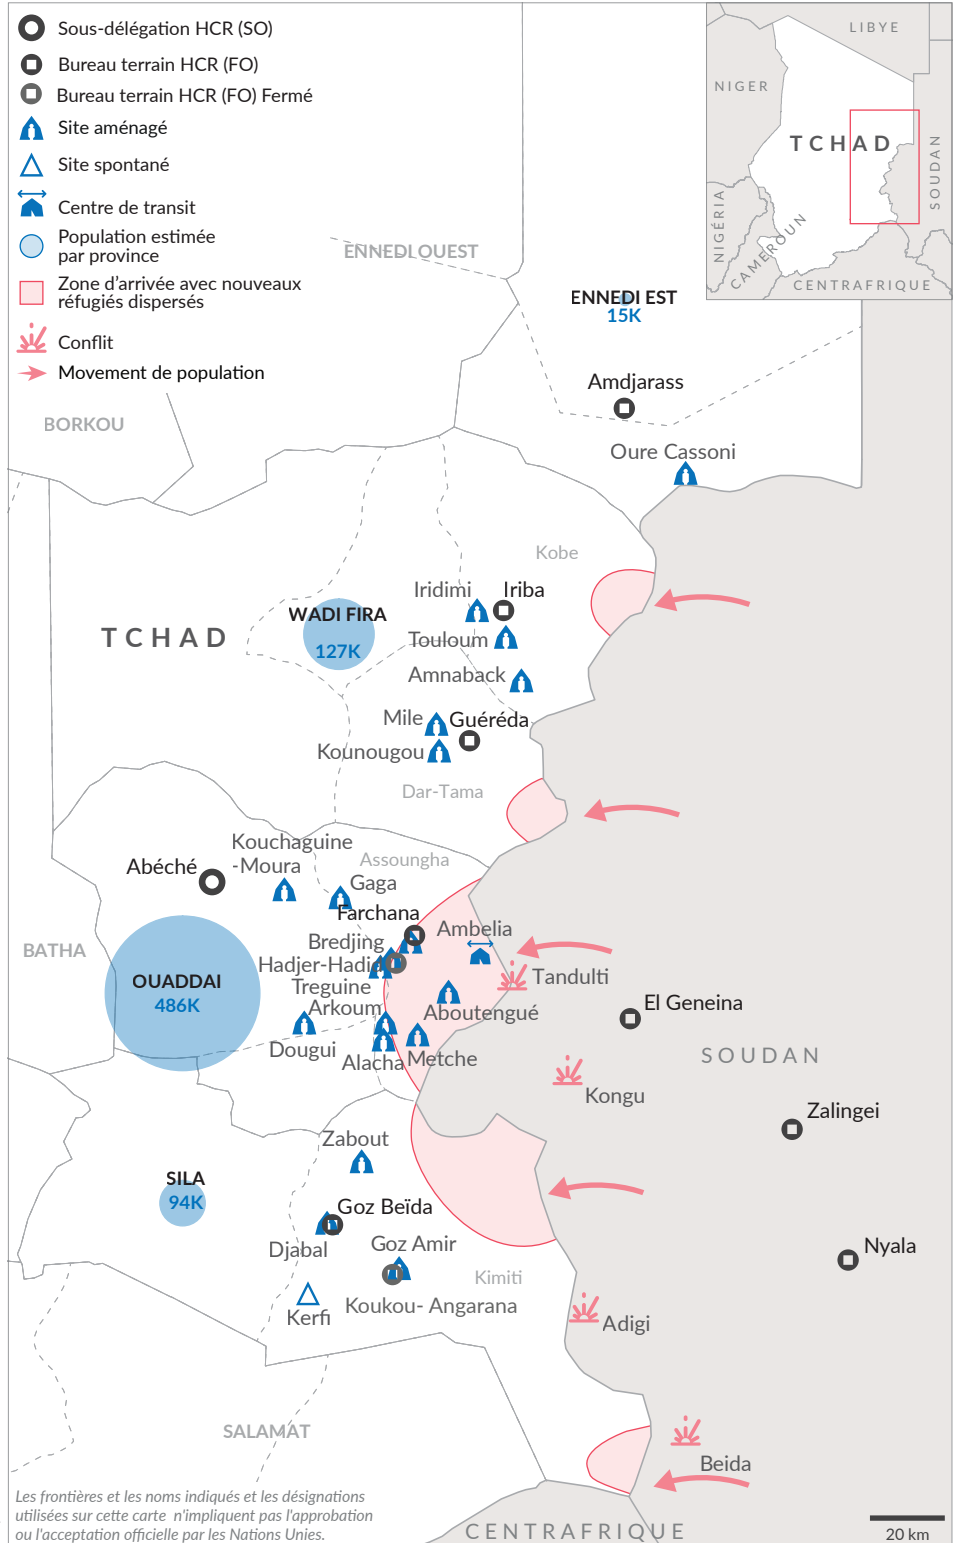 Sous-délégation HCR (SO)
Bureau terrain HCR (FO)
Bureau terrain HCR (FO) Fermé
Site aménagé
Site spontané
Centre de transit
Population estimée
par province
Zone d'arrivée avec nouveaux
réfugiés dispersés
Conflit
Movement de population
LIBYE
NIGER
TCHAD
SOUDAN
NIGÉRIA
CAMEROUN
CENTRAFRIQUE
ENNEDI OUEST
ENNEDI EST
15K
Amdjarass
BORKOU
Oure Cassoni
Kobe
Iridimi
Iriba
WADI FIRA
127K
TCHAD
Touloum
Amnaback
Mile
Guéréda
Kounougou
Dar-Tama
Kouchaguine
-Moura
Abéché
Assoungha
Gaga
Farchana
Ambelia
Bredjing
BATHA
Hadjer-Hadid
Tandulti
OUADDAI
486K
Treguine
Arkoum
Aboutengué
El Geneina
Dougui
Alacha
Metche
SOUDAN
Kongu
Zalingei
Zabout
SILA
94K
Goz Beïda
Djabal
Goz Amir
Nyala
Kimiti
Kerfi
Koukou- Angarana
Adigi
SALAMAT
Beida
Les frontières et les noms indiqués et les désignations
utilisées sur cette carte n'impliquent pas l'approbation
ou l'acceptation officielle par les Nations Unies.
CENTRAFRIQUE
20 km